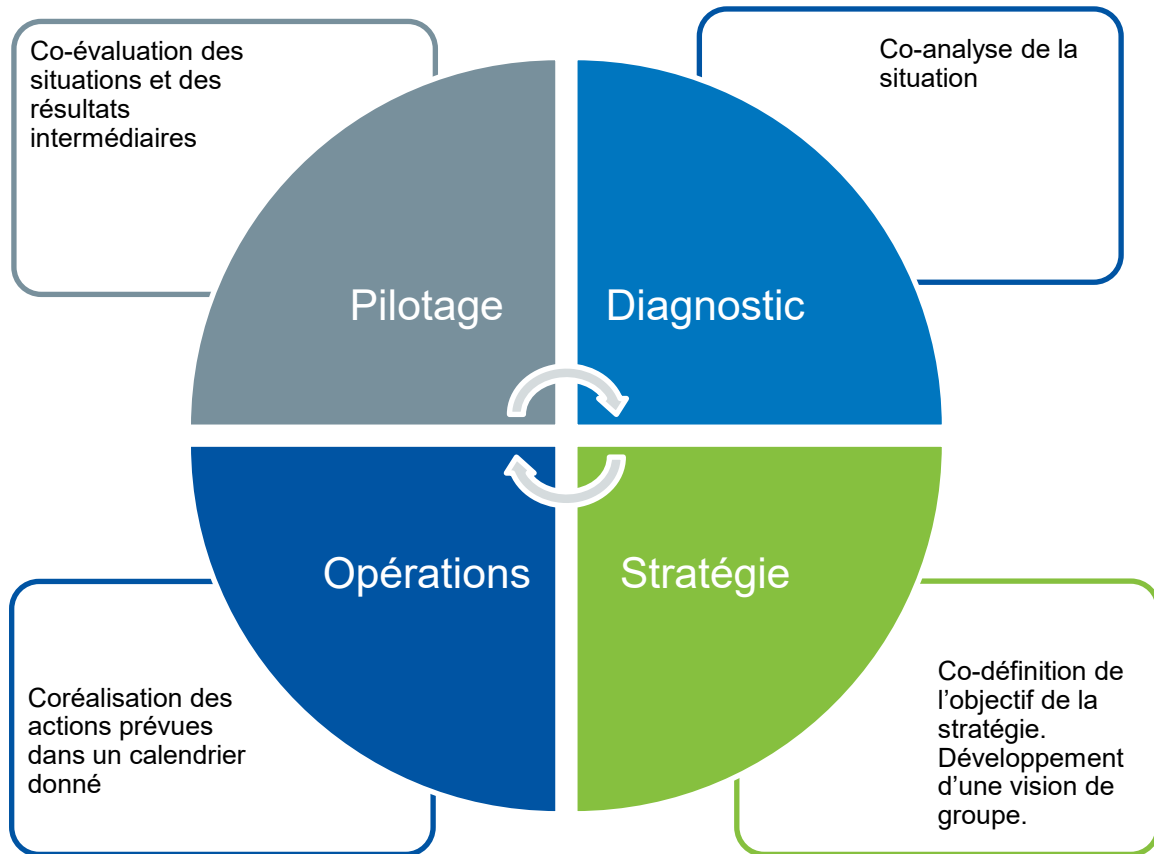 Co-évaluation des
situations et des
résultats
intermédiaires
Co-analyse de la
situation
Pilotage
Diagnostic
Opérations
Stratégie
Coréalisation des
actions prévues
dans un calendrier
donné
Co-définition de
l’objectif de la
stratégie.
Développement
d’une vision de
groupe.